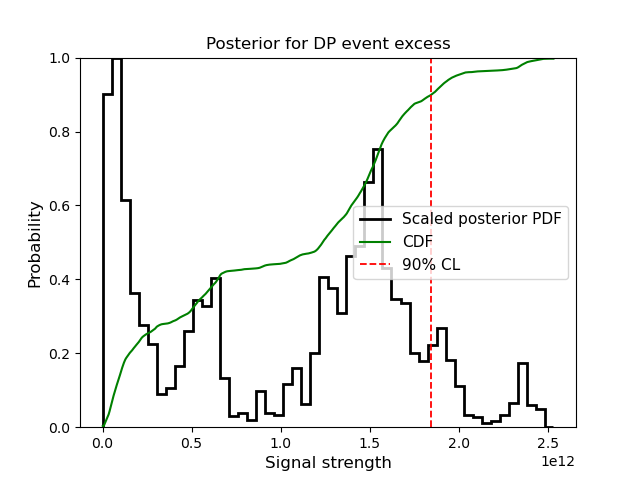 Posterior for DP event excess
Probability
1.0
0.8
0.6
0.4
0.2
0.0
Scaled posterior PDF
CDF
90% CL
0.0 0.5 1.0 1.5 2.0 2.5
1e12
Signal strength